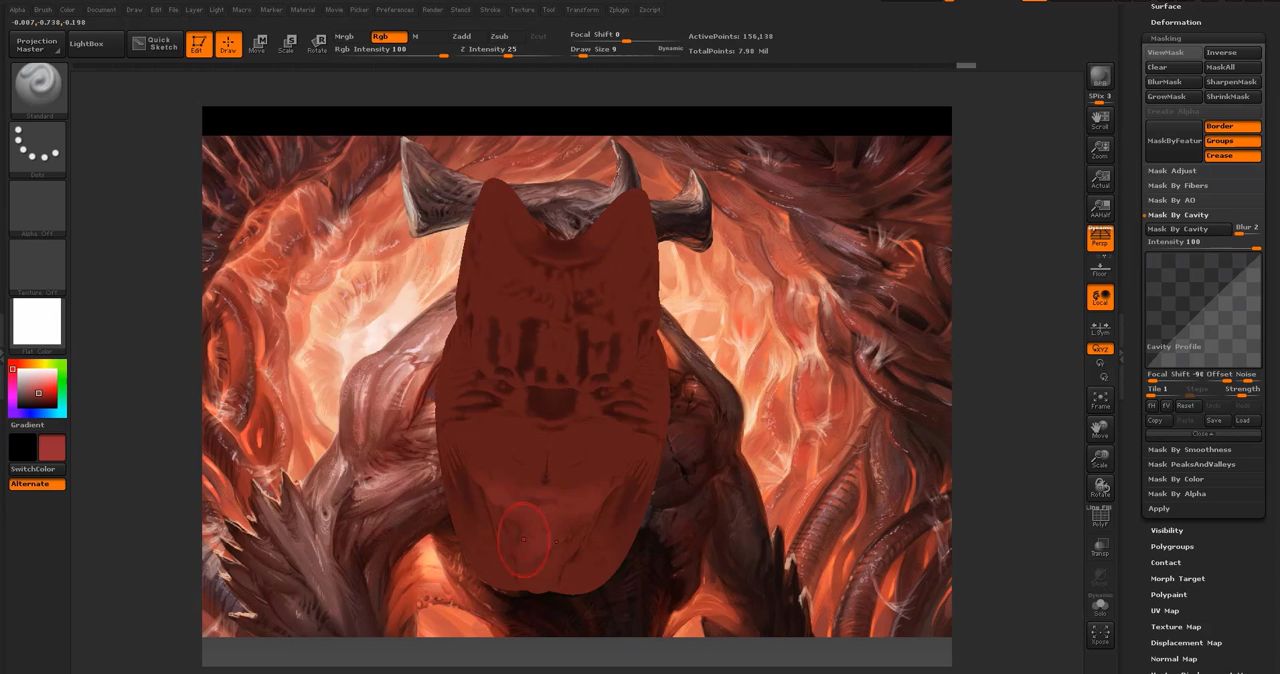 Alpha Brush Color Document Draw Edit File Layer Light Macro Marker Material Movie Picker Preferences Render Stencil Stroke Texture Tool Transform Zplugin Zscript
-0.007,-0.738,-0.198
Projection Master
LightBox
Quick Sketch
Edit
Draw
Move
Scale
Rotate
Mrgb Rgb M
Rgb Intensity 100
Zadd Zsub Zcut
Z Intensity 25
Focal Shift 0
Draw Size 9
Dynamic
ActivePoints: 156,138
TotalPoints: 7.98 Mil
Standard
Dots
Alpha Off
Texture Off
Flat Color
Gradient
SwitchColor
Alternate
BPR
SPix 3
Scroll
Zoom
Actual
AAHalf
Dynamic
Persp
Floor
Local
L.Sym
XYZ
Frame
Move
Scale
Rotate
Line Fill
PolyF
Transp
Dynamic
Solo
Xpose
Surface
Deformation
Masking
ViewMask Inverse
Clear MaskAll
BlurMask SharpenMask
GrowMask ShrinkMask
Create Alpha
MaskByFeatur
Border
Groups
Crease
Mask Adjust
Mask By Fibers
Mask By AO
Mask By Cavity
Mask By Cavity Blur 2
Intensity 100
Cavity Profile
Focal Shift -90 Offset Noise
Tile 1 Steps Strength
fH fV Reset Undo Redo
Copy Paste Save Load
Close
Mask By Smoothness
Mask PeaksAndValleys
Mask By Color
Mask By Alpha
Apply
Visibility
Polygroups
Contact
Morph Target
Polypaint
UV Map
Texture Map
Displacement Map
Normal Map